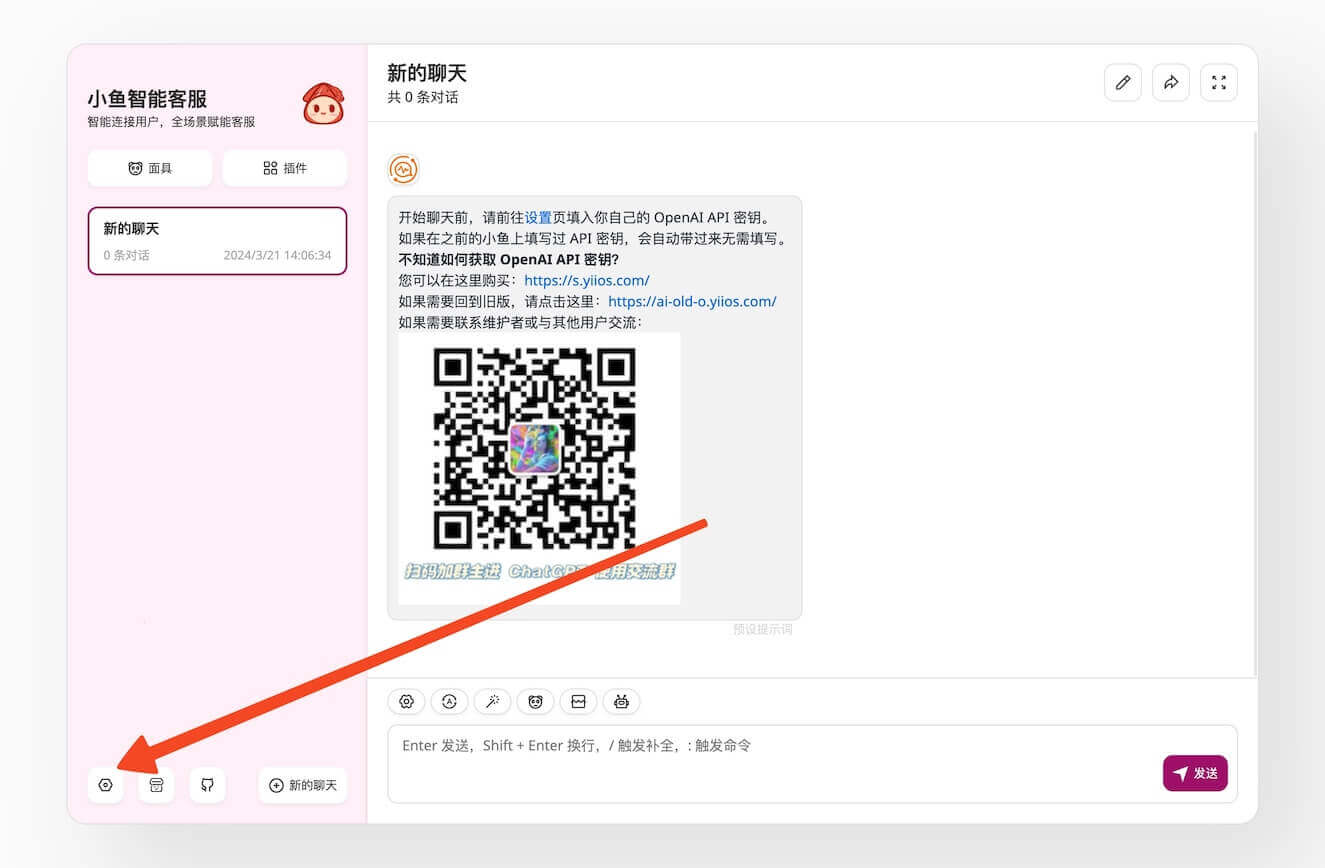 小鱼智能客服
智能连接用户，全场景赋能客服
面具
插件
新的聊天
0 条对话
2024/3/21 14:06:34
新的聊天
新的聊天
共 0 条对话
开始聊天前，请前往设置页填入你自己的 OpenAI API 密钥。
如果在之前的小鱼上填写过 API 密钥，会自动带过来无需填写。
不知道如何获取 OpenAI API 密钥?
您可以在这里购买：https://s.yiios.com/
如果需要回到旧版，请点击这里：https://ai-old-o.yiios.com/
如果需要联系维护者或与其他用户交流：
扫码加群主进 ChatGP 使用交流群
预设提示词
Enter 发送，Shift + Enter 换行，/ 触发补全，: 触发命令
发送